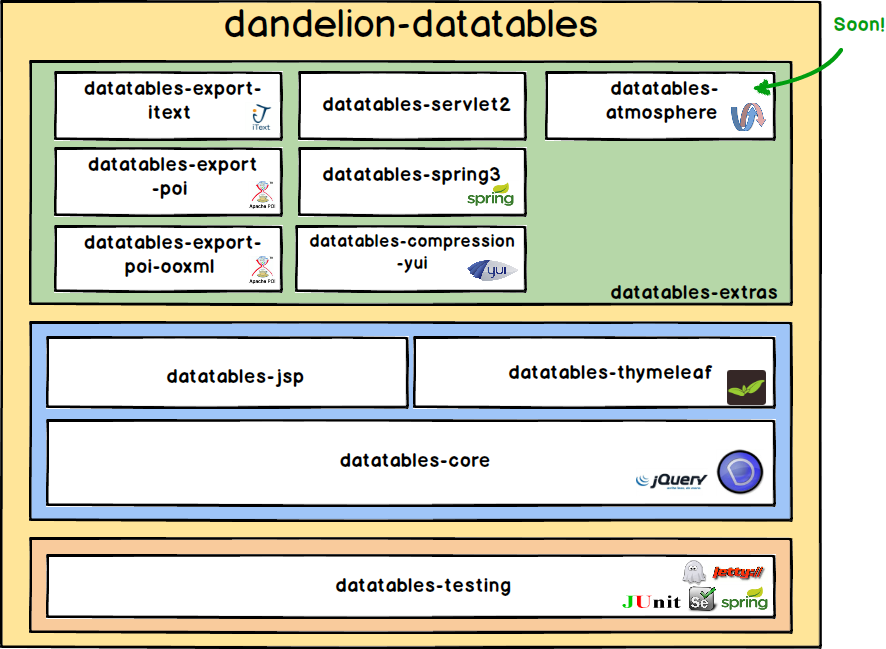 dandelion-datatables
Soon!
datatables-export-
itext
iText
datatables-servlet2
datatables-
atmosphere
datatables-export
-poi
Apache POI
datatables-spring3
spring
datatables-export-
poi-ooxml
Apache POI
datatables-compression
-yui
yui
datatables-extras
datatables-jsp
datatables-thymeleaf
datatables-core
jQuery
datatables-testing
jetty://
JUnit
Se
spring